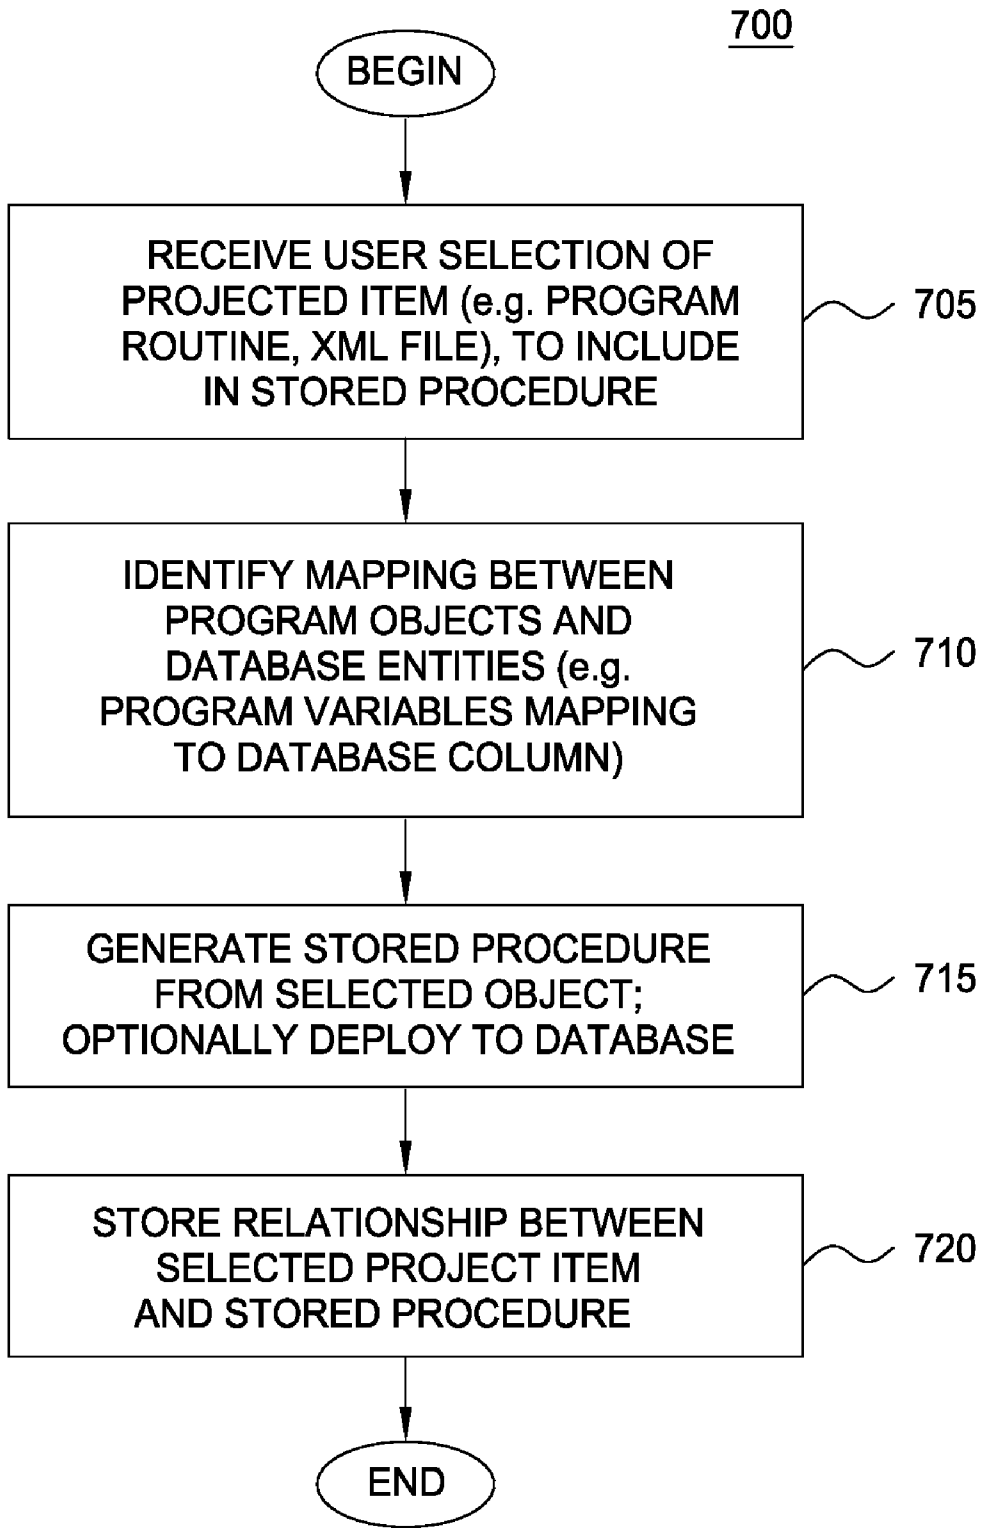 700
BEGIN
RECEIVE USER SELECTION OF
PROJECTED ITEM (e.g. PROGRAM
ROUTINE, XML FILE), TO INCLUDE
IN STORED PROCEDURE
705
IDENTIFY MAPPING BETWEEN
PROGRAM OBJECTS AND
DATABASE ENTITIES (e.g.
PROGRAM VARIABLES MAPPING
TO DATABASE COLUMN)
710
GENERATE STORED PROCEDURE
FROM SELECTED OBJECT;
OPTIONALLY DEPLOY TO DATABASE
715
STORE RELATIONSHIP BETWEEN
SELECTED PROJECT ITEM
AND STORED PROCEDURE
720
END